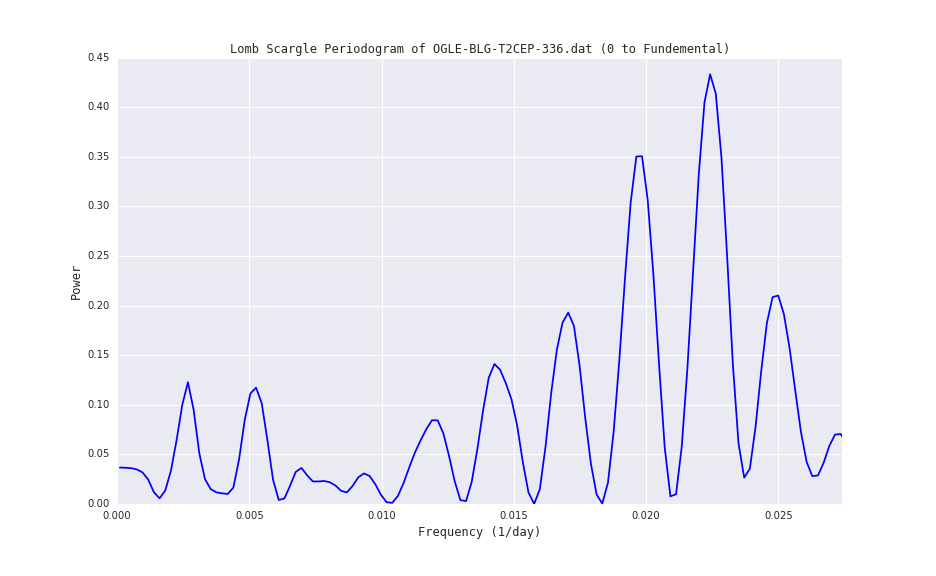 Lomb Scargle Periodogram of OGLE-BLG-T2CEP-336.dat (0 to Fundemental)
0.45
0.40
0.35
0.30
0.25
0.20
0.15
0.10
0.05
0.00
Power
0.000 0.005 0.010 0.015 0.020 0.025
Frequency (1/day)